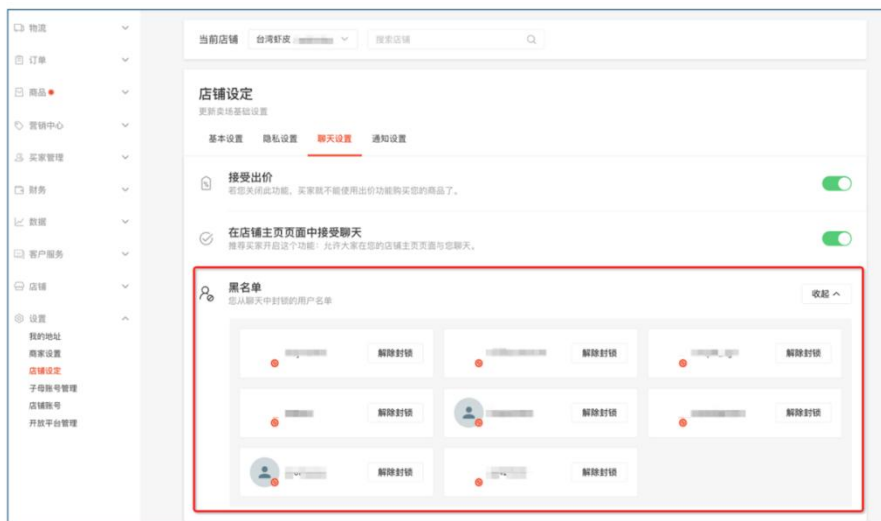 物流
订单
商品
营销中心
买家管理
财务
数据
客户服务
店铺
设置
我的地址
商家设置
店铺设定
子母账号管理
店铺账号
开放平台管理
当前店铺 台湾虾皮 搜索店铺
店铺设定
更新卖场基础设置
基本设置 隐私设置 聊天设置 通知设置
接受出价
若您关闭此功能，买家就不能使用出价功能购买您的商品了。
在店铺主页页面中接受聊天
推荐买家开启这个功能：允许大家在您的店铺主页页面与您聊天。
黑名单
您从聊天中封锁的用户名单
收起
解除封锁 解除封锁 解除封锁
解除封锁 解除封锁 解除封锁
解除封锁 解除封锁